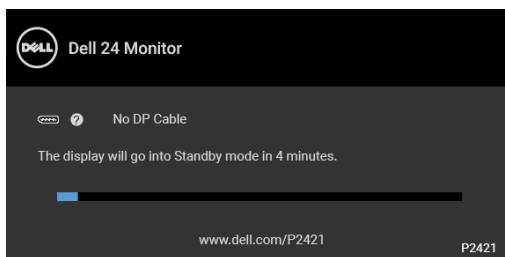 DELL Dell 24 Monitor
? No DP Cable
The display will go into Standby mode in 4 minutes.
www.dell.com/P2421
P2421